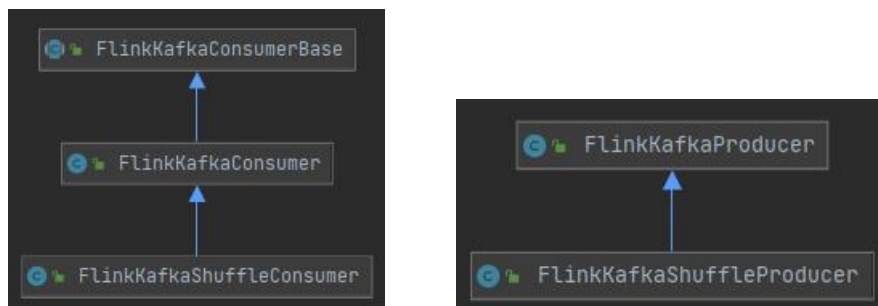 FlinkKafkaConsumerBase
FlinkKafkaConsumer
FlinkKafkaShuffleConsumer
FlinkKafkaProducer
FlinkKafkaShuffleProducer